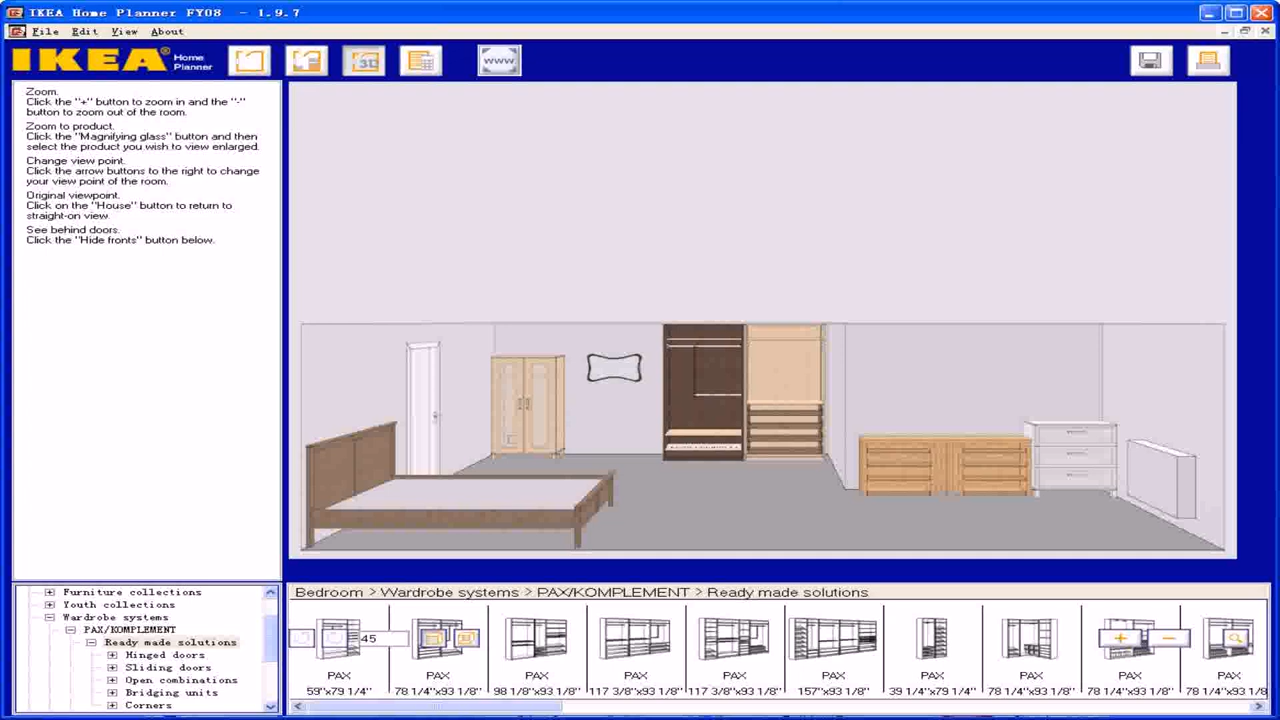 IKEA Home Planner FY08 - 1.9.7
File Edit View About
IKEA® Home Planner
3D
WWW
Zoom.
Click the "+" button to zoom in and the "-"
button to zoom out of the room.
Zoom to product.
Click the "Magnifying glass" button and then
select the product you wish to view enlarged.
Change view point.
Click the arrow buttons to the right to change
your view point of the room.
Original viewpoint.
Click on the "House" button to return to
straight-on view.
See behind doors.
Click the "Hide fronts" button below.
Furniture collections
Youth collections
Wardrobe systems
PAX/KOMPLEMENT
Ready made solutions
Hinged doors
Sliding doors
Open combinations
Bridging units
Corners
Bedroom > Wardrobe systems > PAX/KOMPLEMENT > Ready made solutions
45
PAX PAX PAX PAX PAX PAX PAX PAX PAX PAX
59"x79 1/4" 78 1/4"x93 1/8" 98 1/8"x93 1/8" 117 3/8"x93 1/8" 117 3/8"x93 1/8" 157"x93 1/8" 39 1/4"x79 1/4" 78 1/4"x93 1/8" 78 1/4"x93 1/8" 78 1/4"x93 1/8